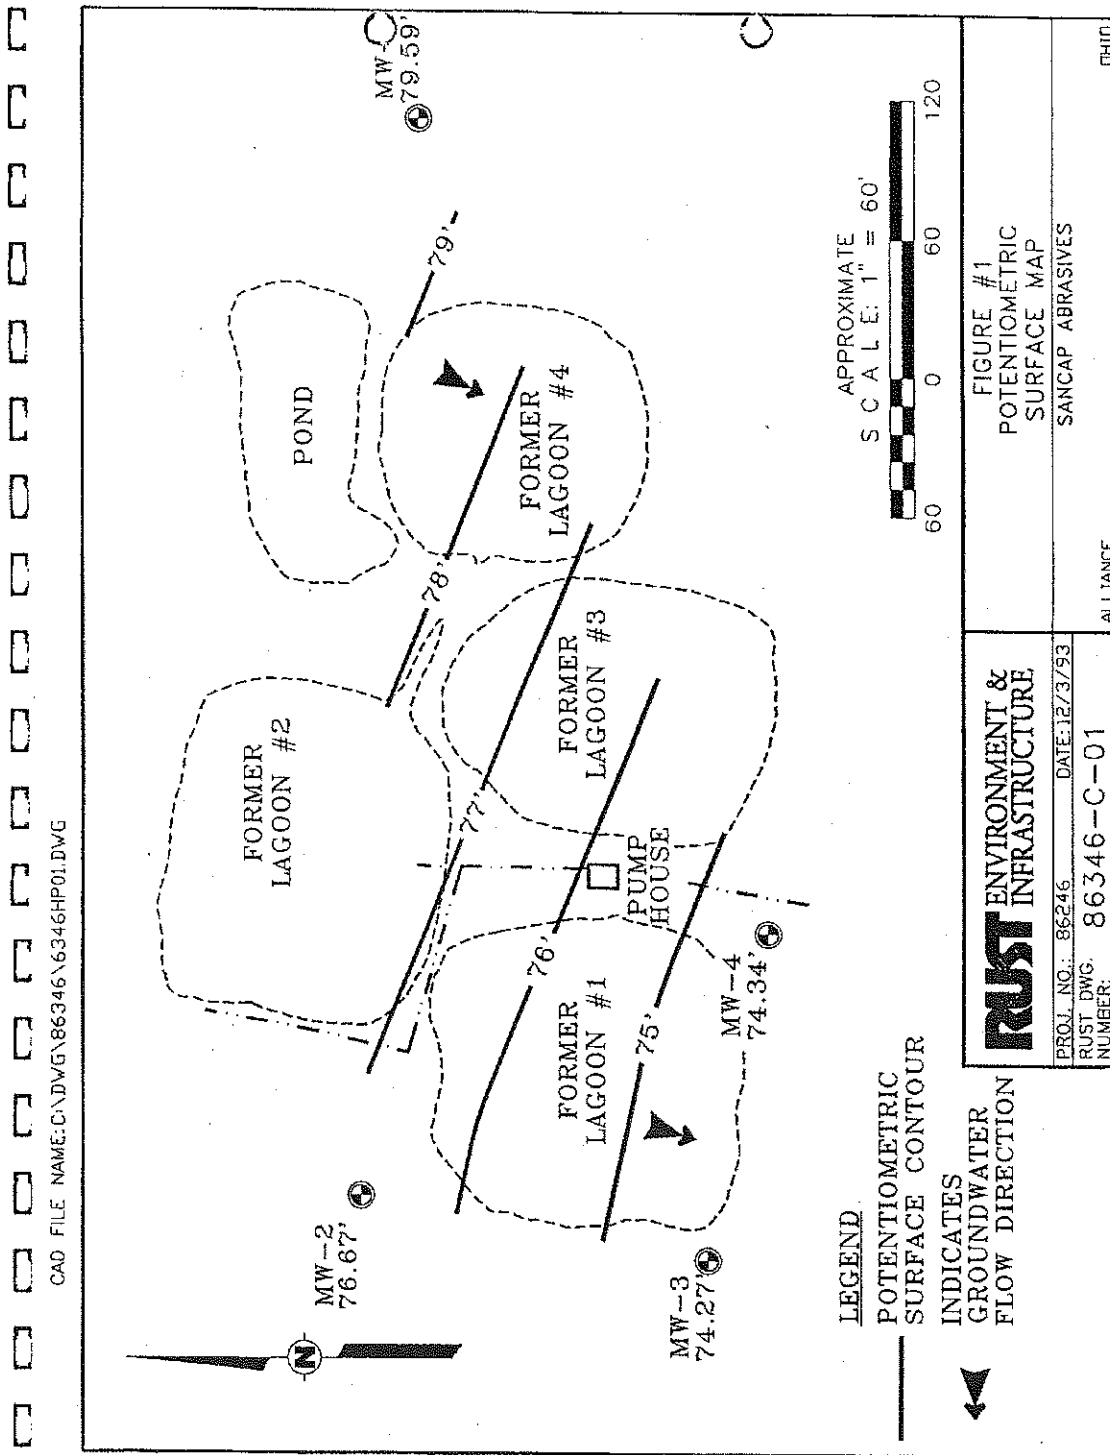 CAD FILE NAME:C:\DWG\86346\6346HP01.DWG
MW-
79.59'
79'
POND
FORMER
LAGOON #4
78'
FORMER
LAGOON #2
FORMER
LAGOON #3
77'
PUMP
HOUSE
76'
FORMER
LAGOON #1
75'
MW-4
74.34'
MW-2
76.67'
MW-3
74.27'
N
LEGEND
POTENTIOMETRIC
SURFACE CONTOUR
INDICATES
GROUNDWATER
FLOW DIRECTION
APPROXIMATE
S C A L E: 1" = 60'
60 0 60 120
RUST ENVIRONMENT &
INFRASTRUCTURE
PROJ. NO.: 86246 DATE:12/3/93
RUST DWG.
NUMBER: 86346-C-01
FIGURE #1
POTENTIOMETRIC
SURFACE MAP
SANCAP ABRASIVES
ALLIANCE OHIO